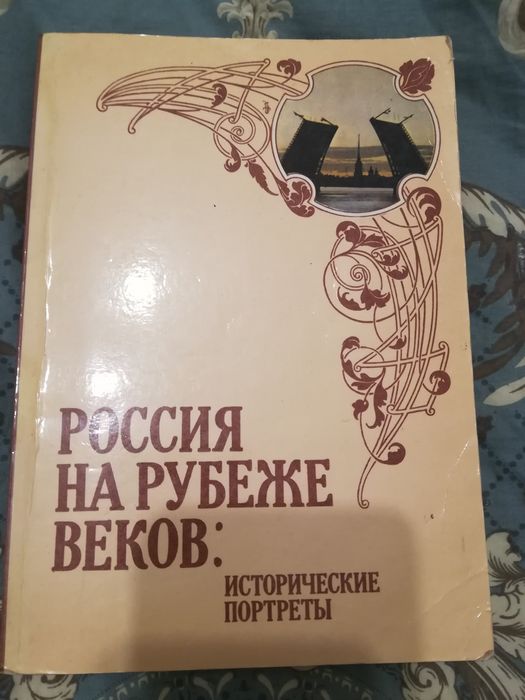 РОССИЯ
НА РУБЕЖЕ
ВЕКОВ:
ИСТОРИЧЕСКИЕ
ПОРТРЕТЫ